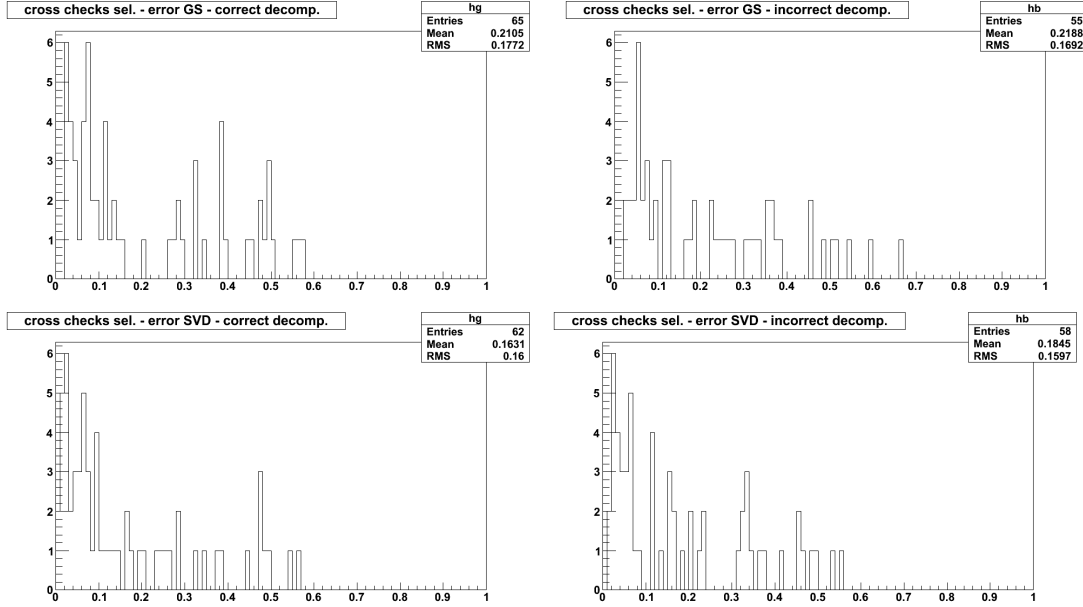 cross checks sel. - error GS - correct decomp.
hg
Entries 65
Mean 0.2105
RMS 0.1772
6
5
4
3
2
1
0
0 0.1 0.2 0.3 0.4 0.5 0.6 0.7 0.8 0.9 1
cross checks sel. - error GS - incorrect decomp.
hb
Entries 55
Mean 0.2188
RMS 0.1692
6
5
4
3
2
1
0
0 0.1 0.2 0.3 0.4 0.5 0.6 0.7 0.8 0.9 1
cross checks sel. - error SVD - correct decomp.
hg
Entries 62
Mean 0.1631
RMS 0.16
6
5
4
3
2
1
0
0 0.1 0.2 0.3 0.4 0.5 0.6 0.7 0.8 0.9 1
cross checks sel. - error SVD - incorrect decomp.
hb
Entries 58
Mean 0.1845
RMS 0.1597
6
5
4
3
2
1
0
0 0.1 0.2 0.3 0.4 0.5 0.6 0.7 0.8 0.9 1